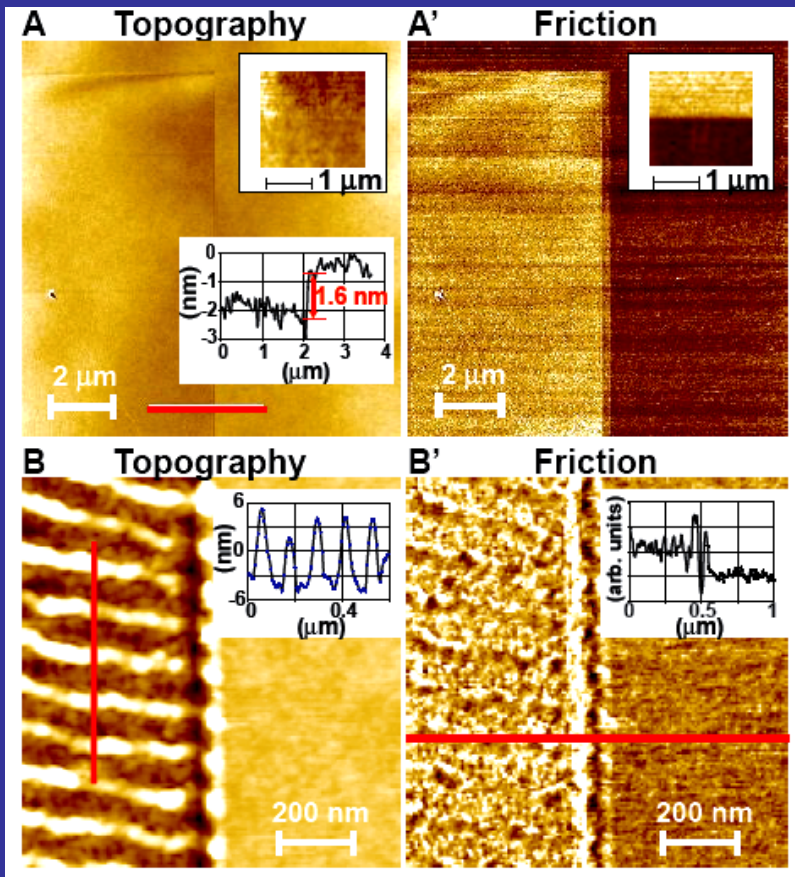 A Topography
A' Friction
1 μm
1 μm
0
-1
-2
-3
(nm)
1.6 nm
0 1 2 3 4
(μm)
2 μm
2 μm
B Topography
B' Friction
6
0
-6
(nm)
0 0.4
(μm)
(arb. units)
0 0.5 1
(μm)
200 nm
200 nm